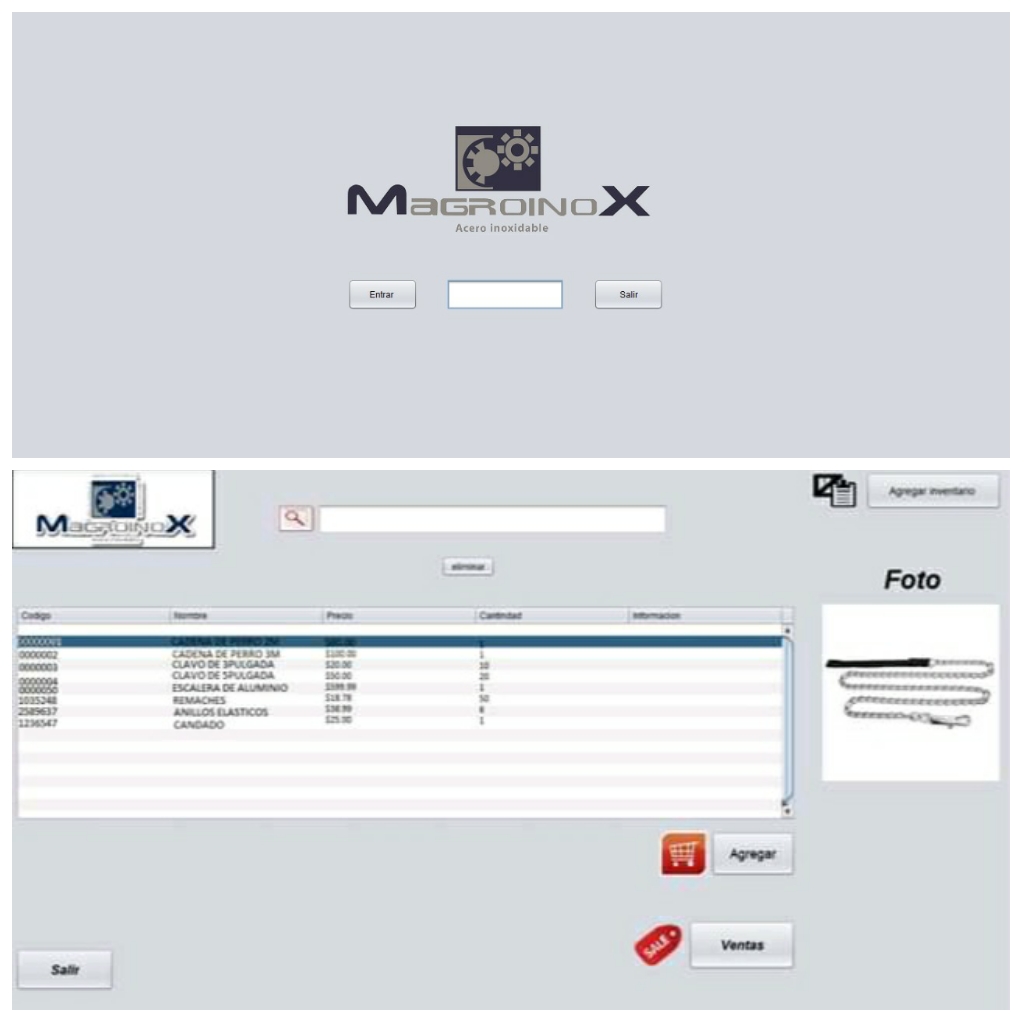 MagroinoX
Acero inoxidable
Entrar
Salir
MagroinoX
Agregar inventario
eliminar
Foto
Codigo Nombre Precio Cantindad Informacion
00000001 CADENA DE PERRO 2M $80.00 1
0000002 CADENA DE PERRO 3M $100.00 1
0000003 CLAVO DE 3PULGADA $20.00 10
0000004 CLAVO DE 5PULGADA $50.00 20
0000050 ESCALERA DE ALUMINIO $599.99 1
1035248 REMACHES $18.78 50
2589637 ANILLOS ELASTICOS $38.99 6
1236547 CANDADO $25.00 1
Agregar
SALE
Ventas
Salir